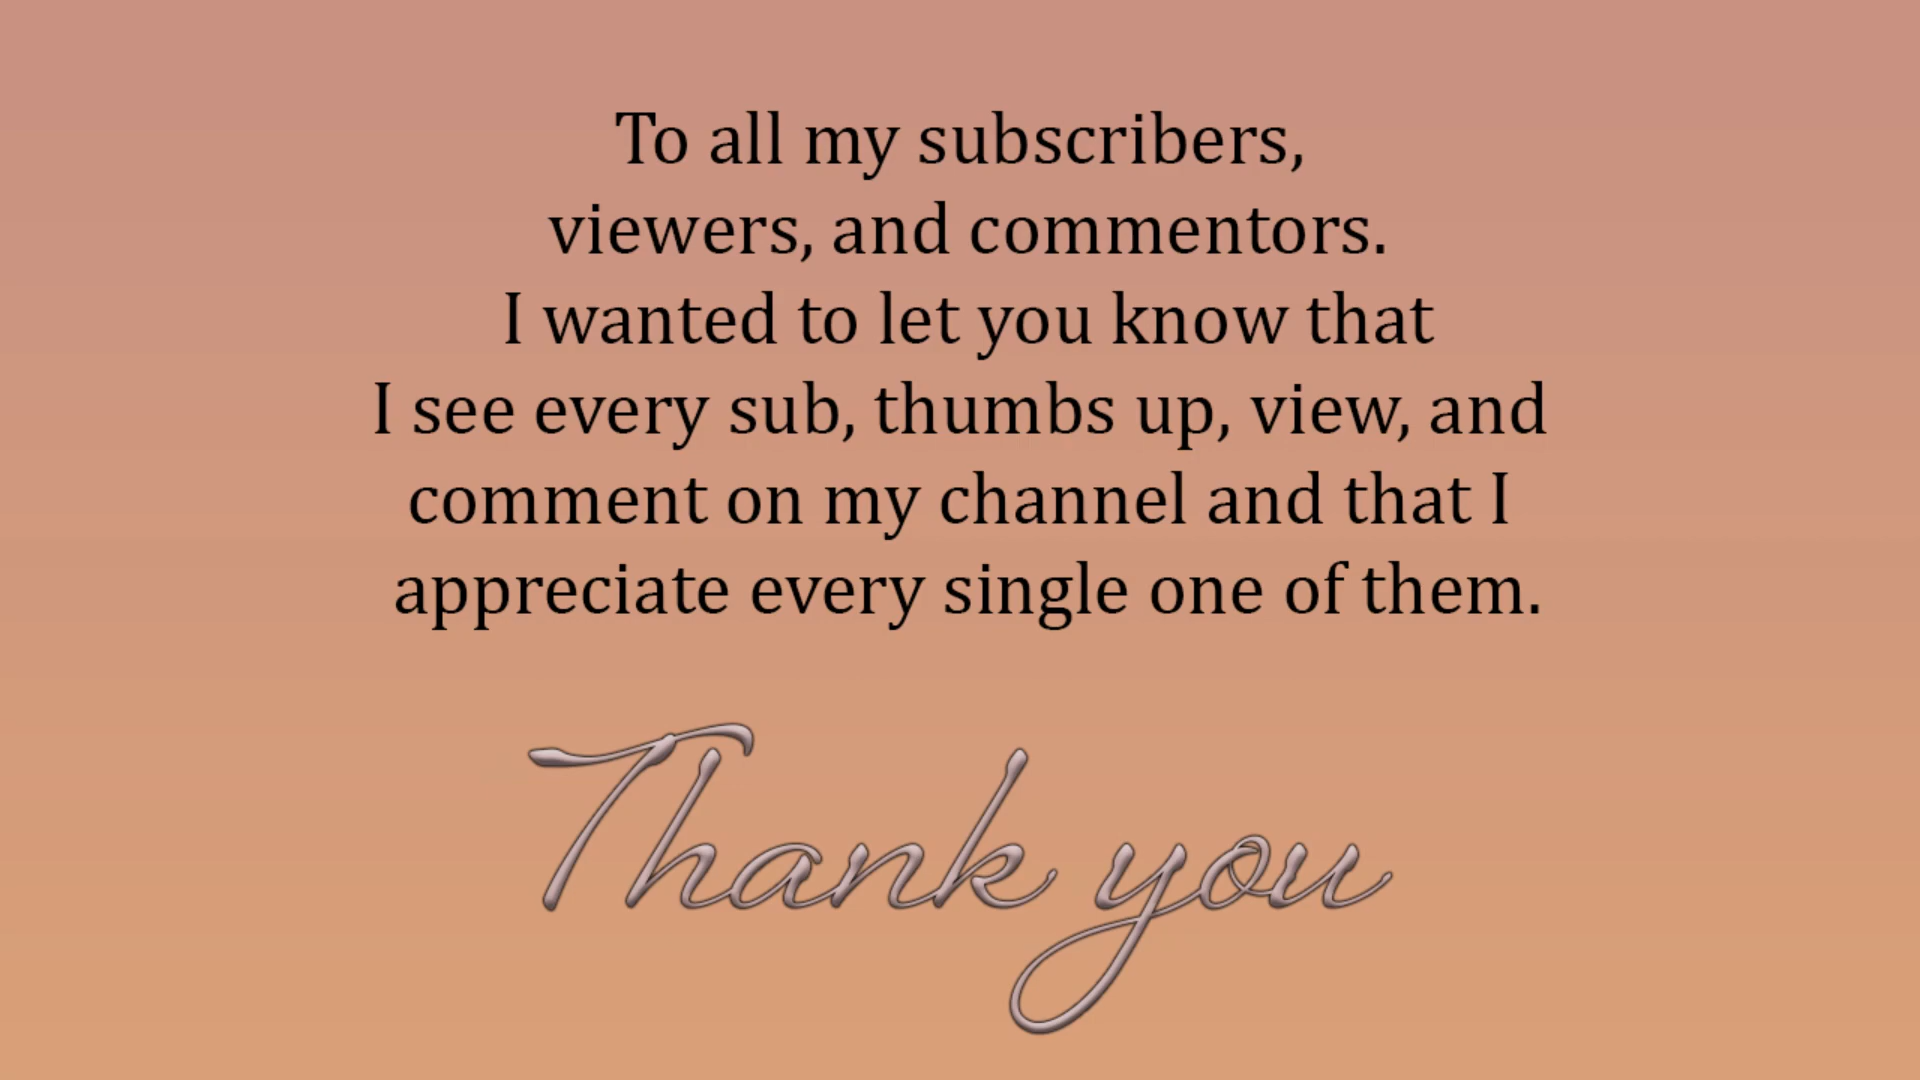 To all my subscribers,
viewers, and commentors.
I wanted to let you know that
I see every sub, thumbs up, view, and
comment on my channel and that I
appreciate every single one of them.
Thank you